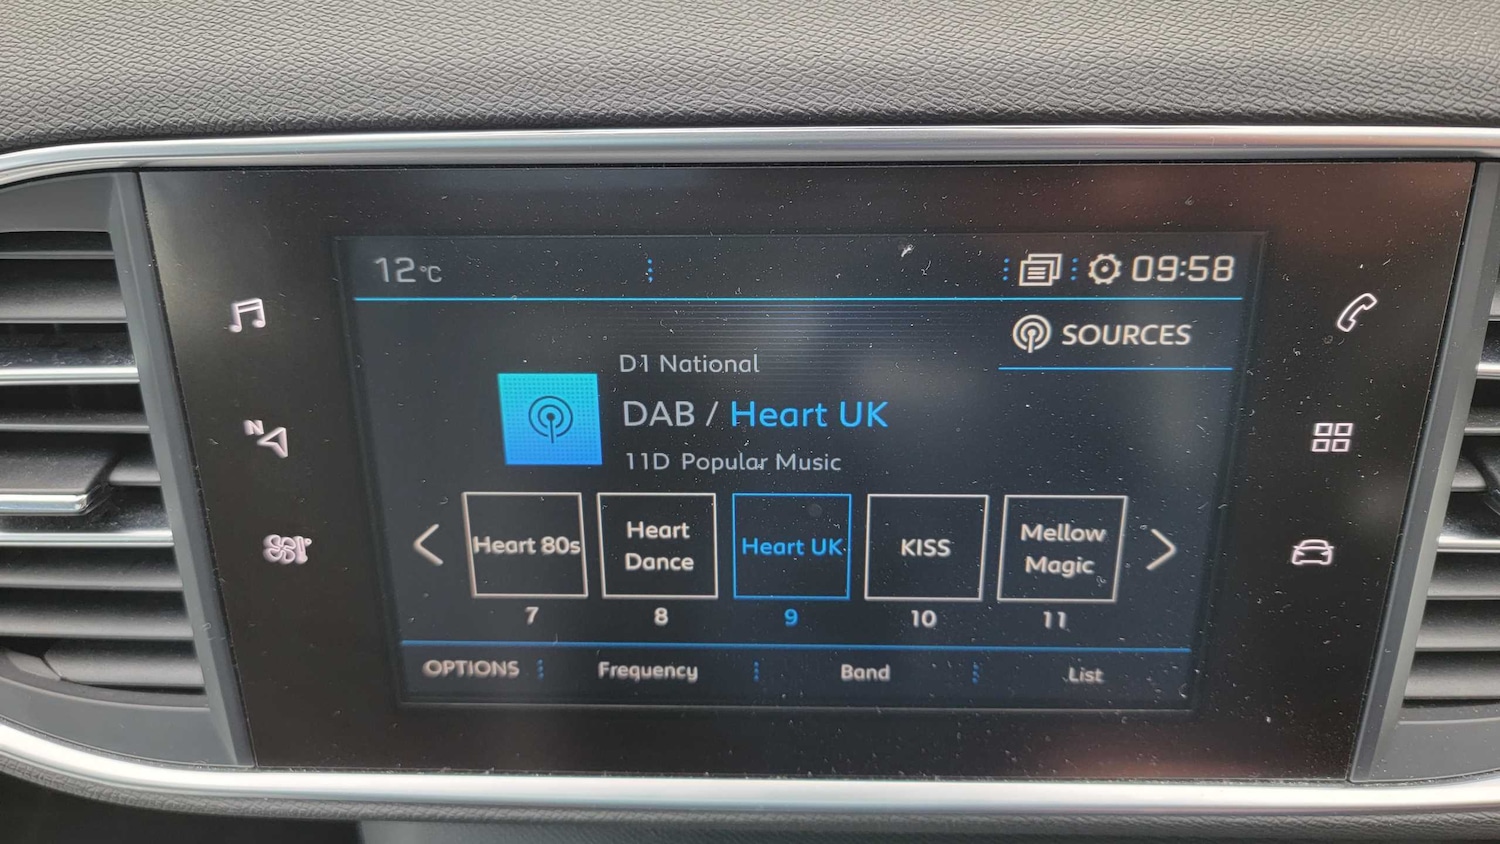 12°C
09:58
SOURCES
D1 National
DAB / Heart UK
11D Popular Music
N
Heart 80s
Heart
Dance
Heart UK
KISS
Mellow
Magic
7
8
9
10
11
OPTIONS
Frequency
Band
List